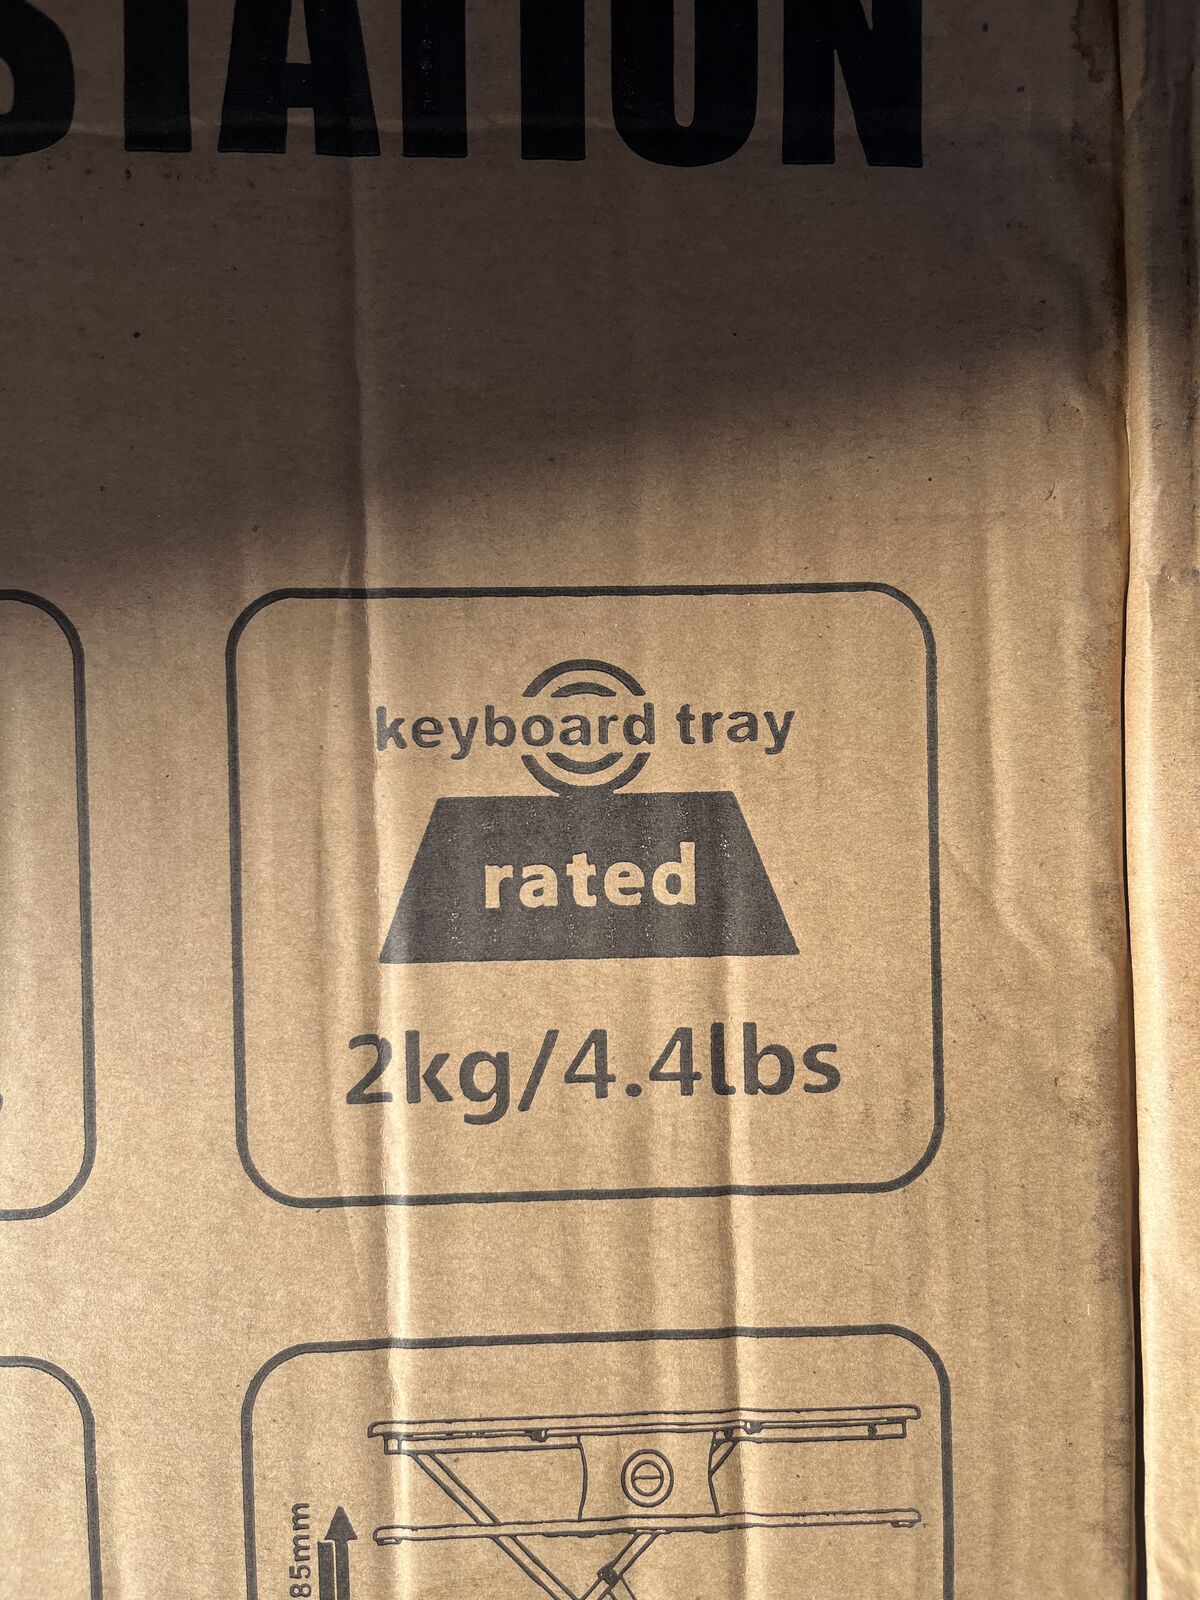 STATION
keyboard tray
rated
2kg/4.4lbs
85mm